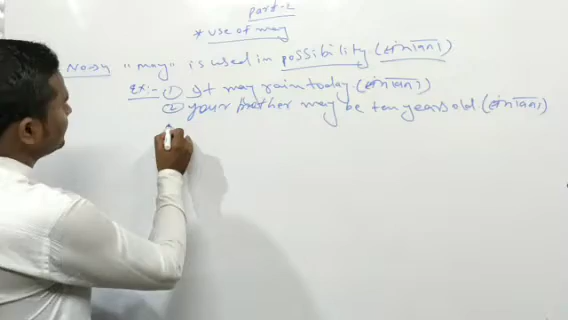 Part-2
* Use of may
"may" is used in possibility (संभावना)
Ex:- ① It may rain today (संभावना)
② your brother may be ten years old (संभावना)